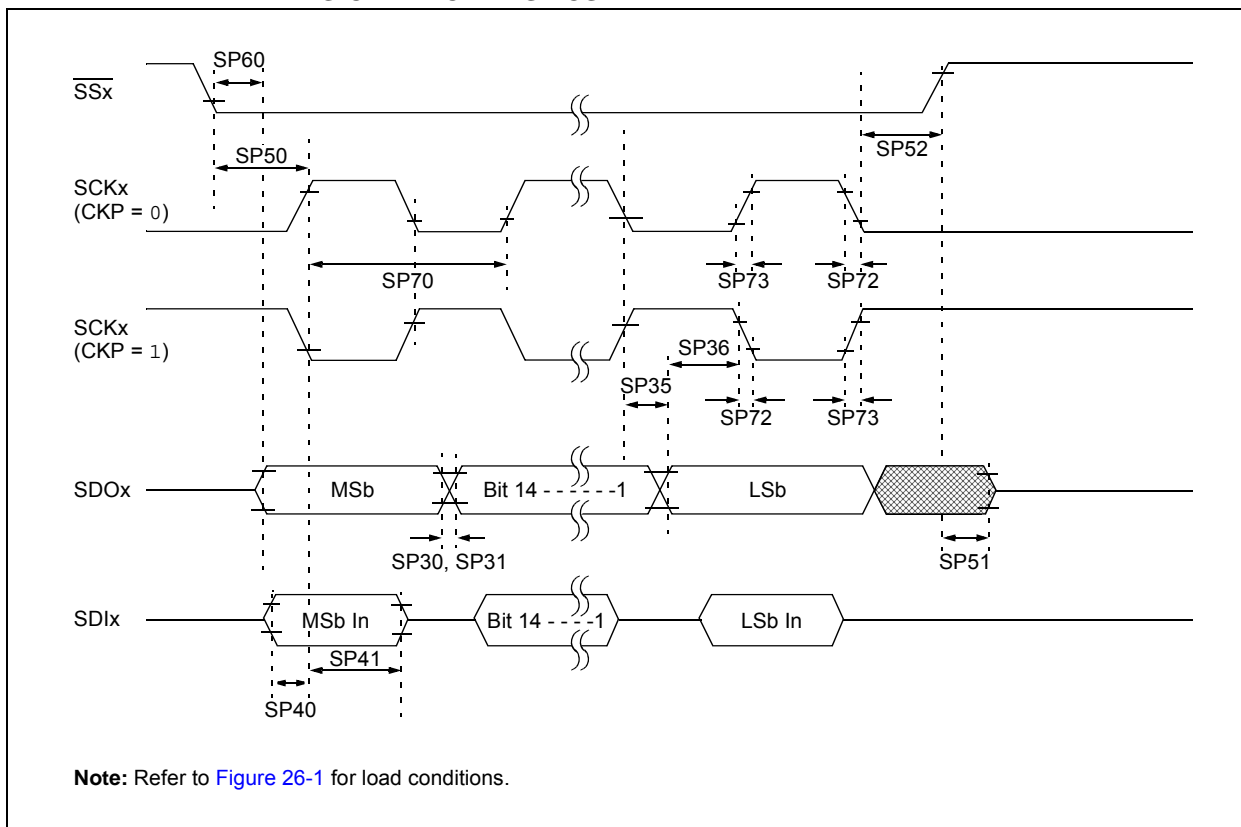 SP60
SSx
SP50
SP52
SCKx
(CKP = 0)
SP70
SP73
SP72
SCKx
(CKP = 1)
SP36
SP35
SP72
SP73
SDOx
MSb
Bit 14 - - - - - -1
LSb
SP30, SP31
SP51
SDIx
MSb In
Bit 14 - - - -1
LSb In
SP41
SP40
Note: Refer to Figure 26-1 for load conditions.